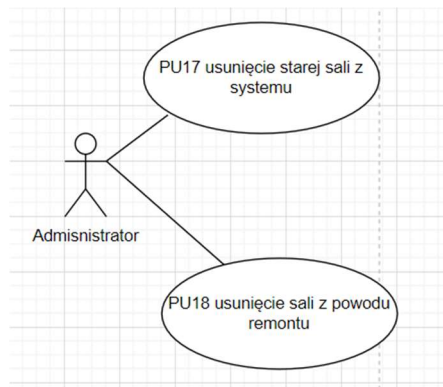 PU17 usunięcie starej sali z
systemu
Admisnistrator
PU18 usunięcie sali z powodu
remontu